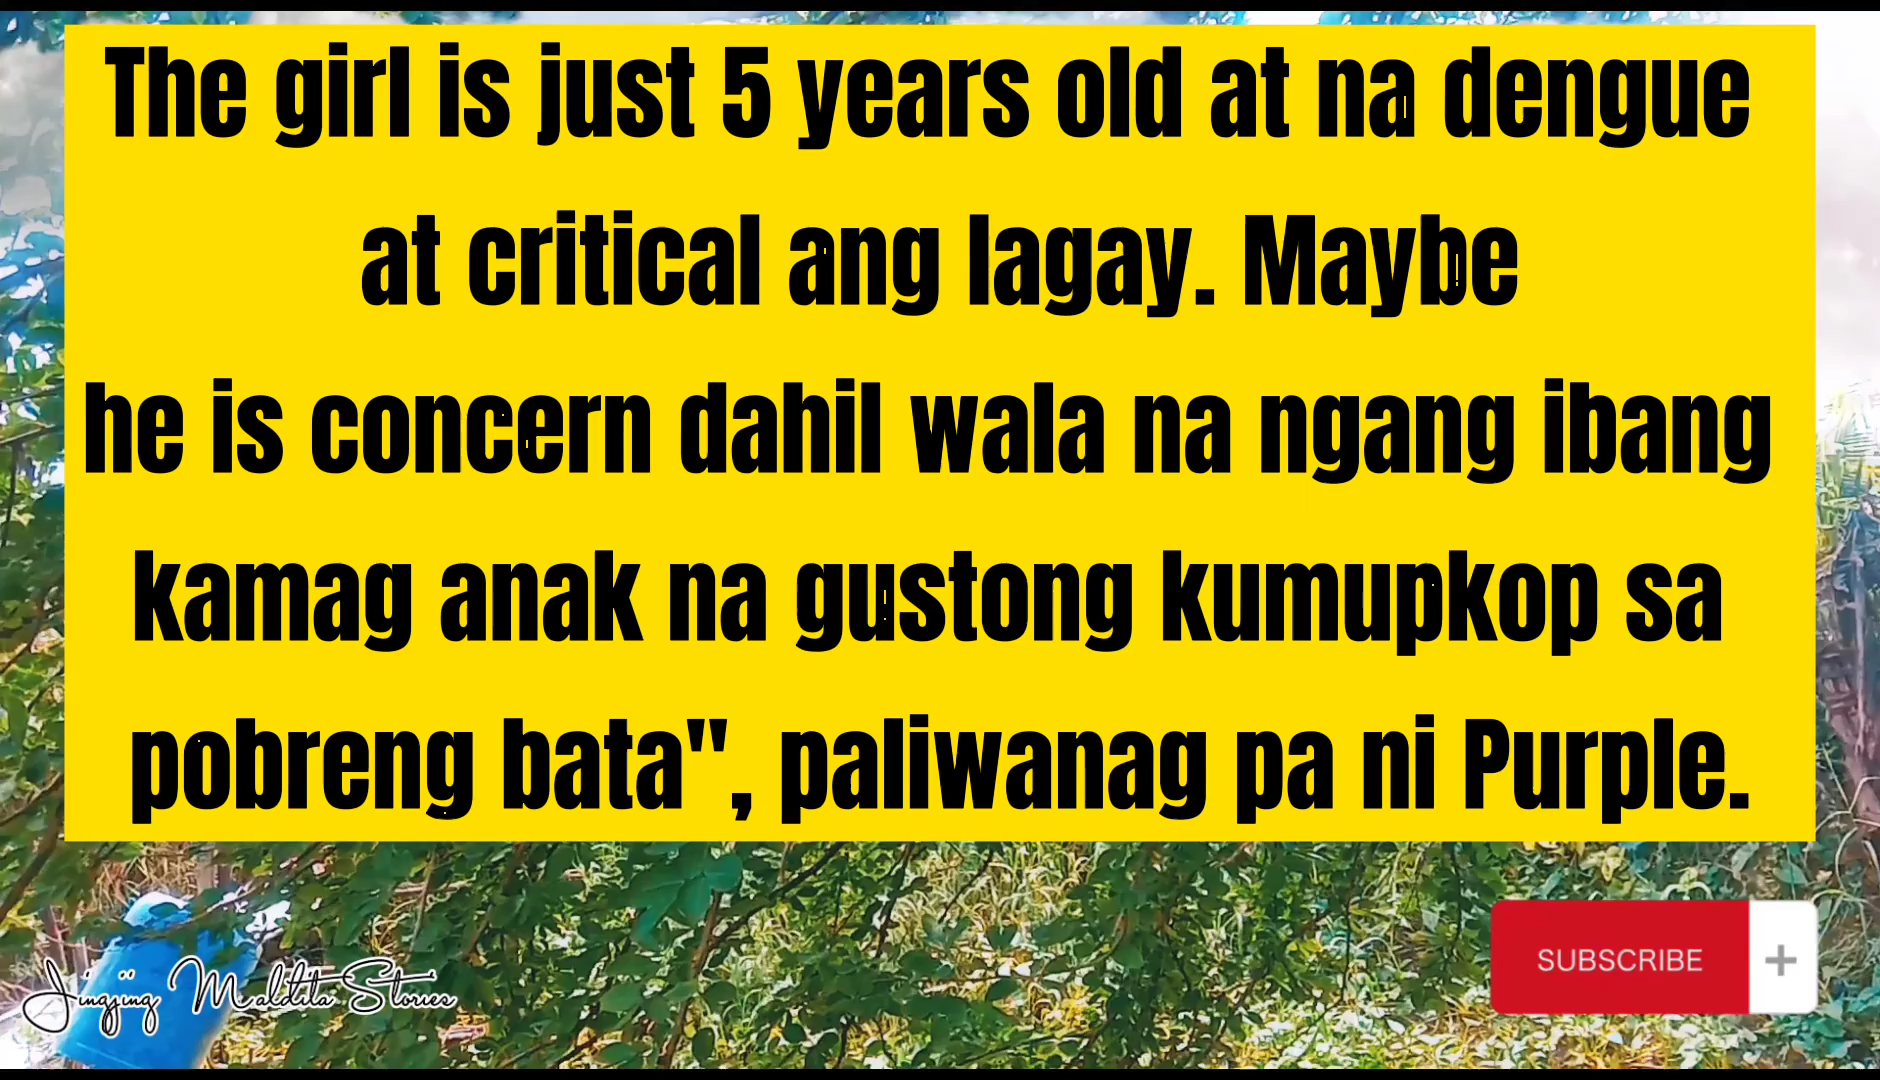 The girl is just 5 years old at na dengue
at critical ang lagay. Maybe
he is concern dahil wala na ngang ibang
kamag anak na gustong kumupkop sa
pobreng bata", paliwanag pa ni Purple.
Jingjing Maldita Stories
SUBSCRIBE +